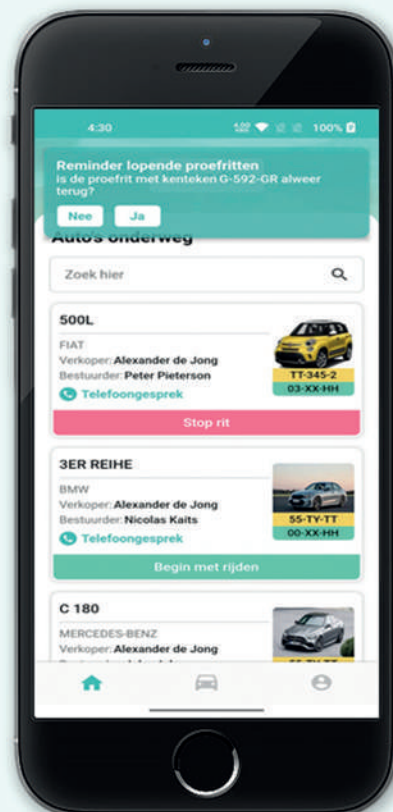 4:30
100%
Reminder lopende proefritten
is de proefrit met kenteken G-592-GR alweer
terug?
Nee
Ja
Auto's onderweg
Zoek hier
500L
FIAT
Verkoper: Alexander de Jong
Bestuurder: Peter Pieterson
Telefoongesprek
TT-345-2
03-XX-HH
Stop rit
3ER REIHE
BMW
Verkoper: Alexander de Jong
Bestuurder: Nicolas Kaits
Telefoongesprek
55-TY-TT
00-XX-HH
Begin met rijden
C 180
MERCEDES-BENZ
Verkoper: Alexander de Jong